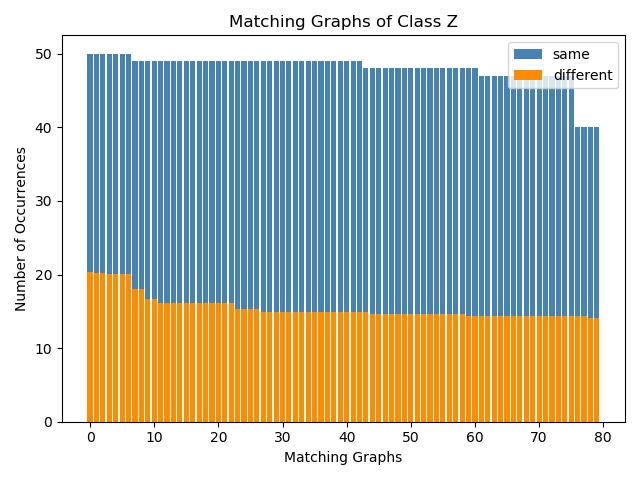 Matching Graphs of Class Z
same
different
Number of Occurrences
50
40
30
20
10
0
0 10 20 30 40 50 60 70 80
Matching Graphs